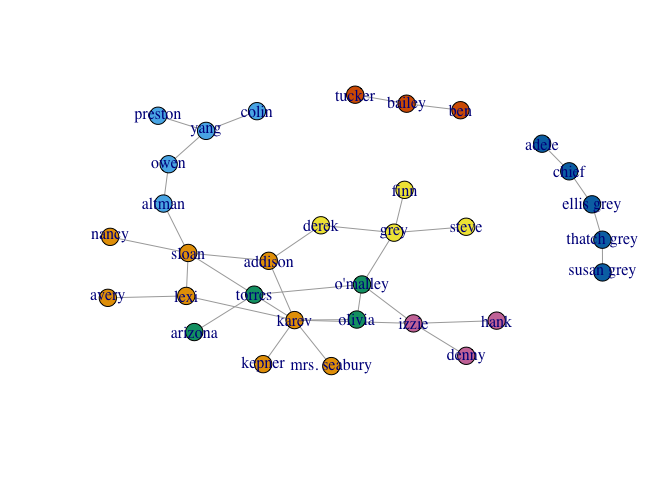 tucker
bailey
ben
preston
colin
yang
adele
owen
chief
finn
altman
ellis grey
derek
grey
steve
nancy
thatch grey
sloan
addison
susan grey
o'malley
avery
lexi
torres
arizona
karev
olivia
izzie
hank
denny
kepner
mrs. seabury